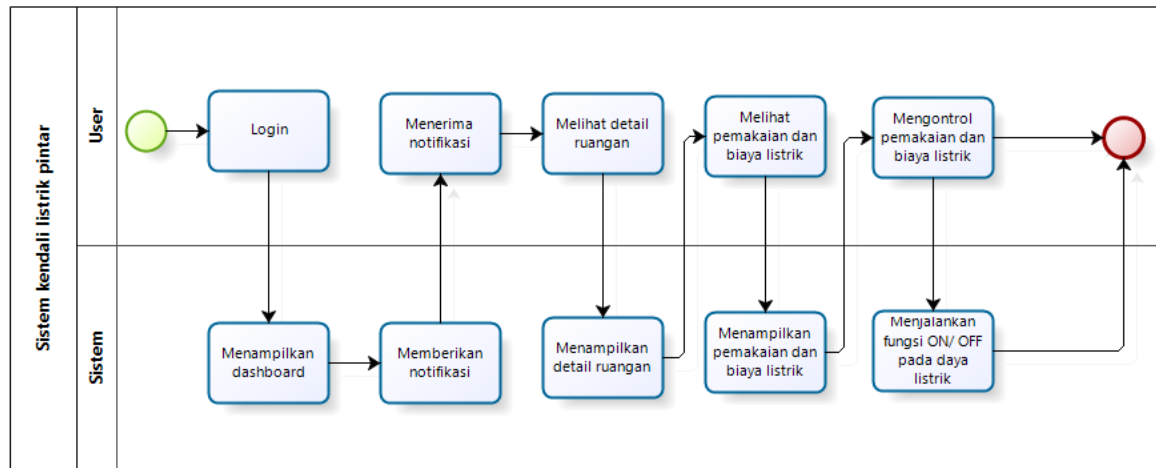 Sistem kendali listrik pintar
User
Login
Menerima
notifikasi
Melihat detail
ruangan
Melihat
pemakaian dan
biaya listrik
Mengontrol
pemakaian dan
biaya listrik
Sistem
Menampilkan
dashboard
Memberikan
notifikasi
Menampilkan
detail ruangan
Menampilkan
pemakaian dan
biaya listrik
Menjalankan
fungsi ON/ OFF
pada daya
listrik